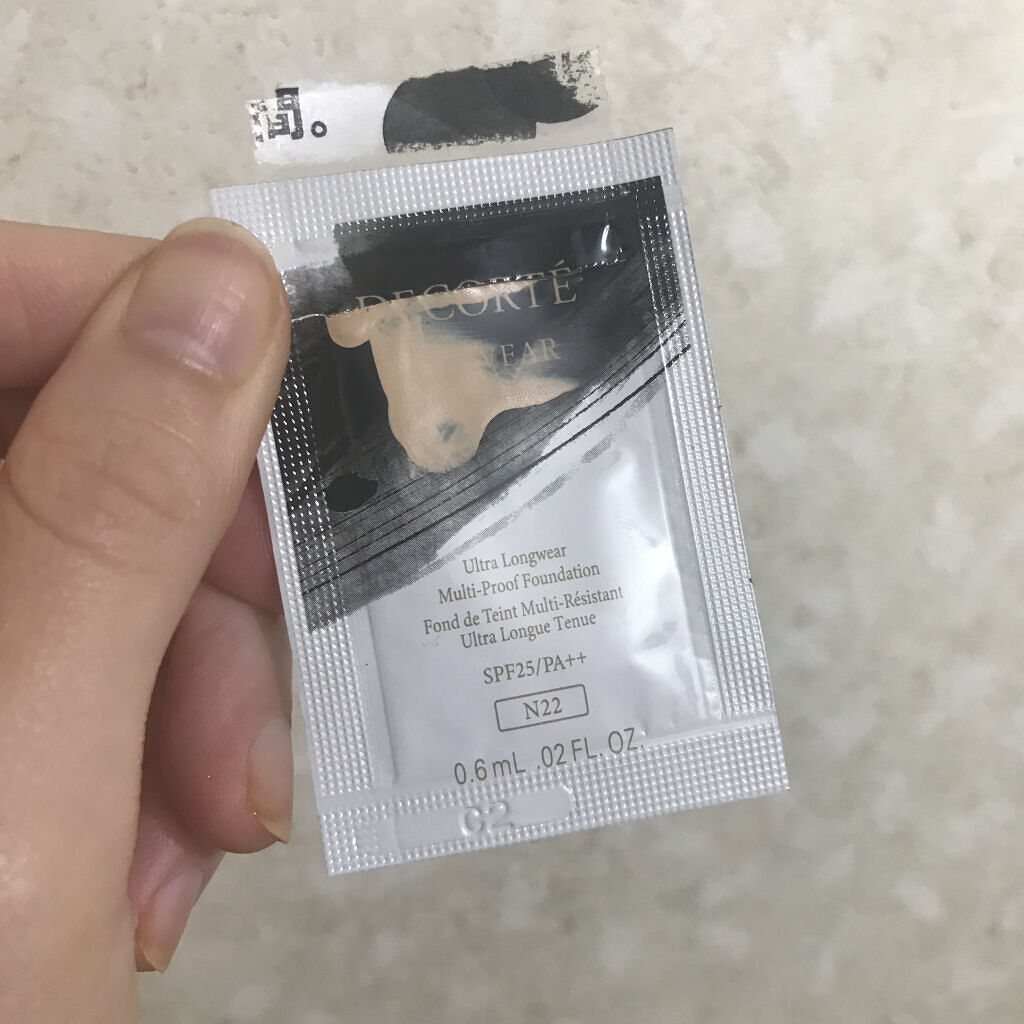 DECORTÉ
Ultra Longwear
Multi-Proof Foundation
Fond de Teint Multi-Résistant
Ultra Longue Tenue
SPF25/PA++
N22
0.6 mL .02 FL. OZ.
02